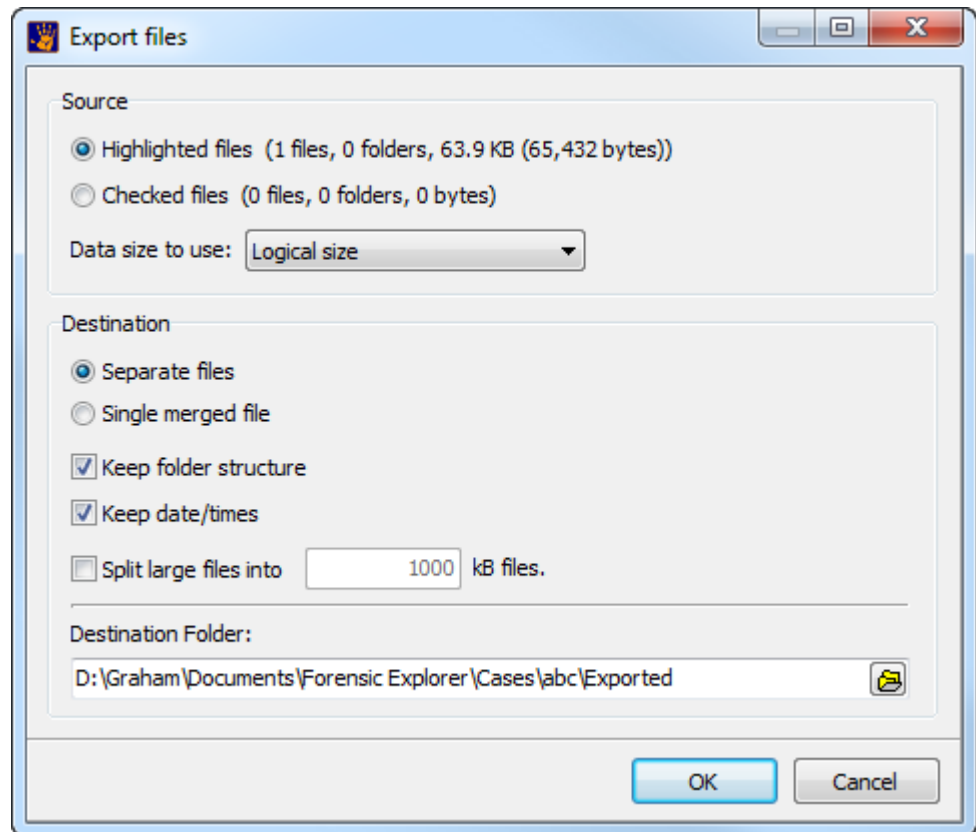 Export files
Source
Highlighted files (1 files, 0 folders, 63.9 KB (65,432 bytes))
Checked files (0 files, 0 folders, 0 bytes)
Data size to use: Logical size
Destination
Separate files
Single merged file
Keep folder structure
Keep date/times
Split large files into 1000 kB files.
Destination Folder:
D:\Graham\Documents\Forensic Explorer\Cases\abc\Exported
OK Cancel